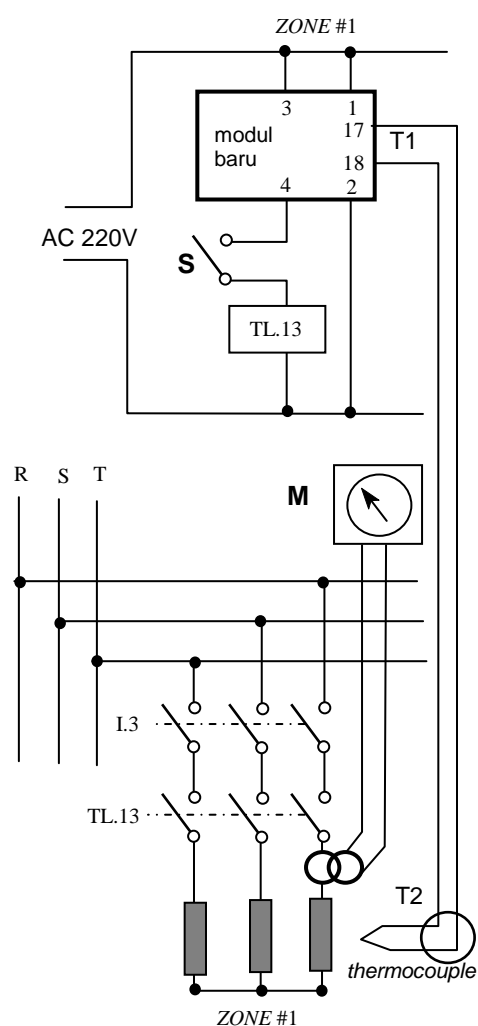 ZONE #1
3 1
modul
baru
17
T1
18
4 2
AC 220V
S
TL.13
R S T
M
I.3
TL.13
T2
thermocouple
ZONE #1